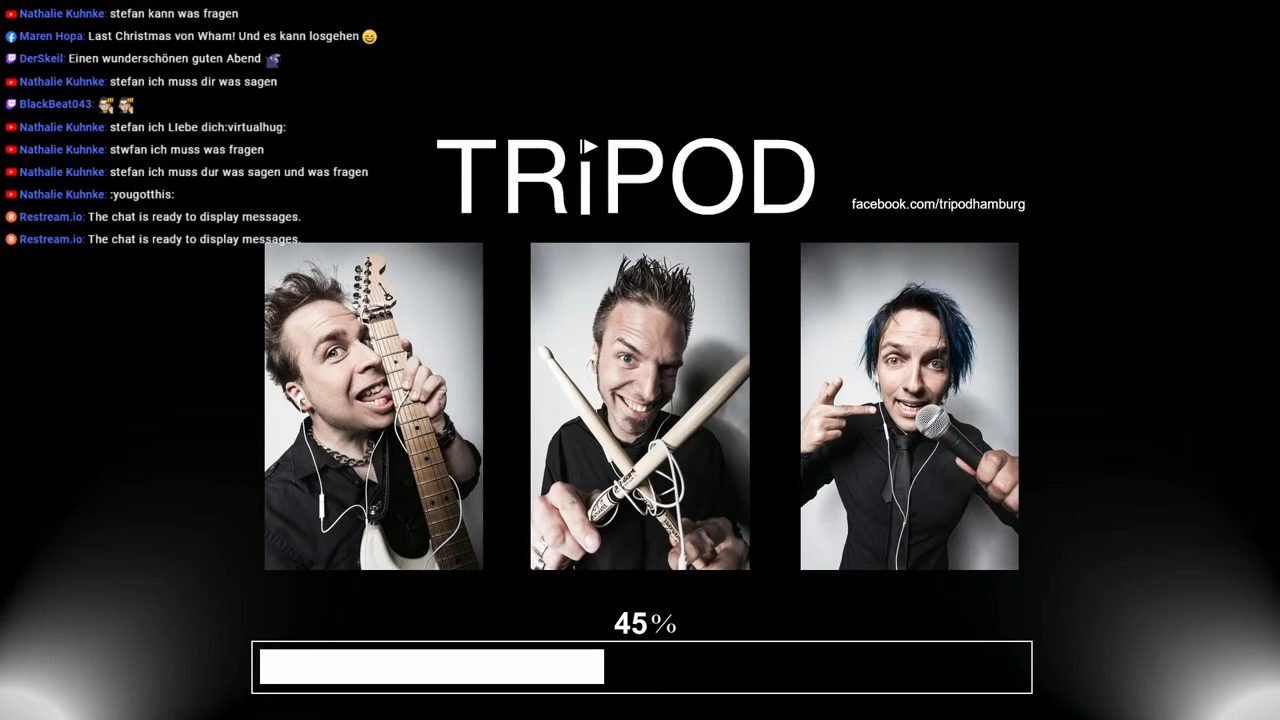 Nathalie Kuhnke: stefan kann was fragen
Maren Hopa: Last Christmas von Wham! Und es kann losgehen
DerSkeil: Einen wunderschönen guten Abend
Nathalie Kuhnke: stefan ich muss dir was sagen
BlackBeat043:
Nathalie Kuhnke: stefan ich LIebe dich:virtualhug:
Nathalie Kuhnke: stwfan ich muss was fragen
Nathalie Kuhnke: stefan ich muss dur was sagen und was fragen
Nathalie Kuhnke: :yougotthis:
Restream.io: The chat is ready to display messages.
Restream.io: The chat is ready to display messages.
TRiPOD
facebook.com/tripodhamburg
45%